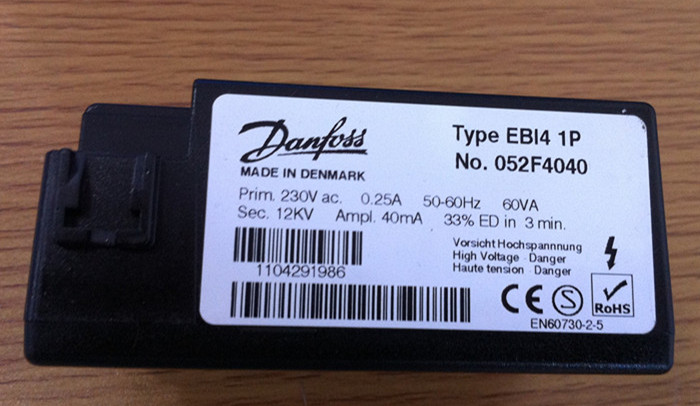 Danfoss
MADE IN DENMARK
Type EBI4 1P
No. 052F4040
Prim. 230V ac. 0.25A 50-60Hz 60VA
Sec. 12KV Ampl. 40mA 33% ED in 3 min.
1104291986
Vorsicht Hochspannnung
High Voltage - Danger
Haute tension - Danger
CE S RoHS
EN60730-2-5